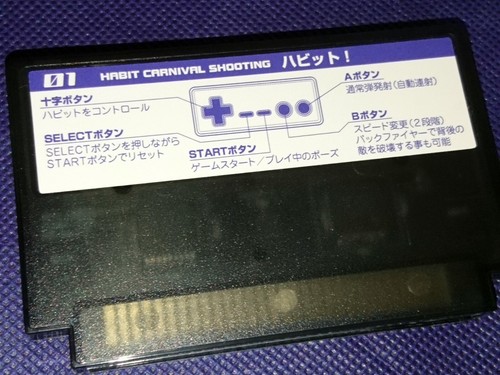 01 HABIT CARNIVAL SHOOTING ハビット!
十字ボタン
ハビットをコントロール
SELECTボタン
SELECTボタンを押しながら
STARTボタンでリセット
STARTボタン
ゲームスタート/プレイ中のポーズ
Aボタン
通常弾発射(自動連射)
Bボタン
スピード変更(2段階)
バックファイヤーで背後の
敵を破壊する事も可能